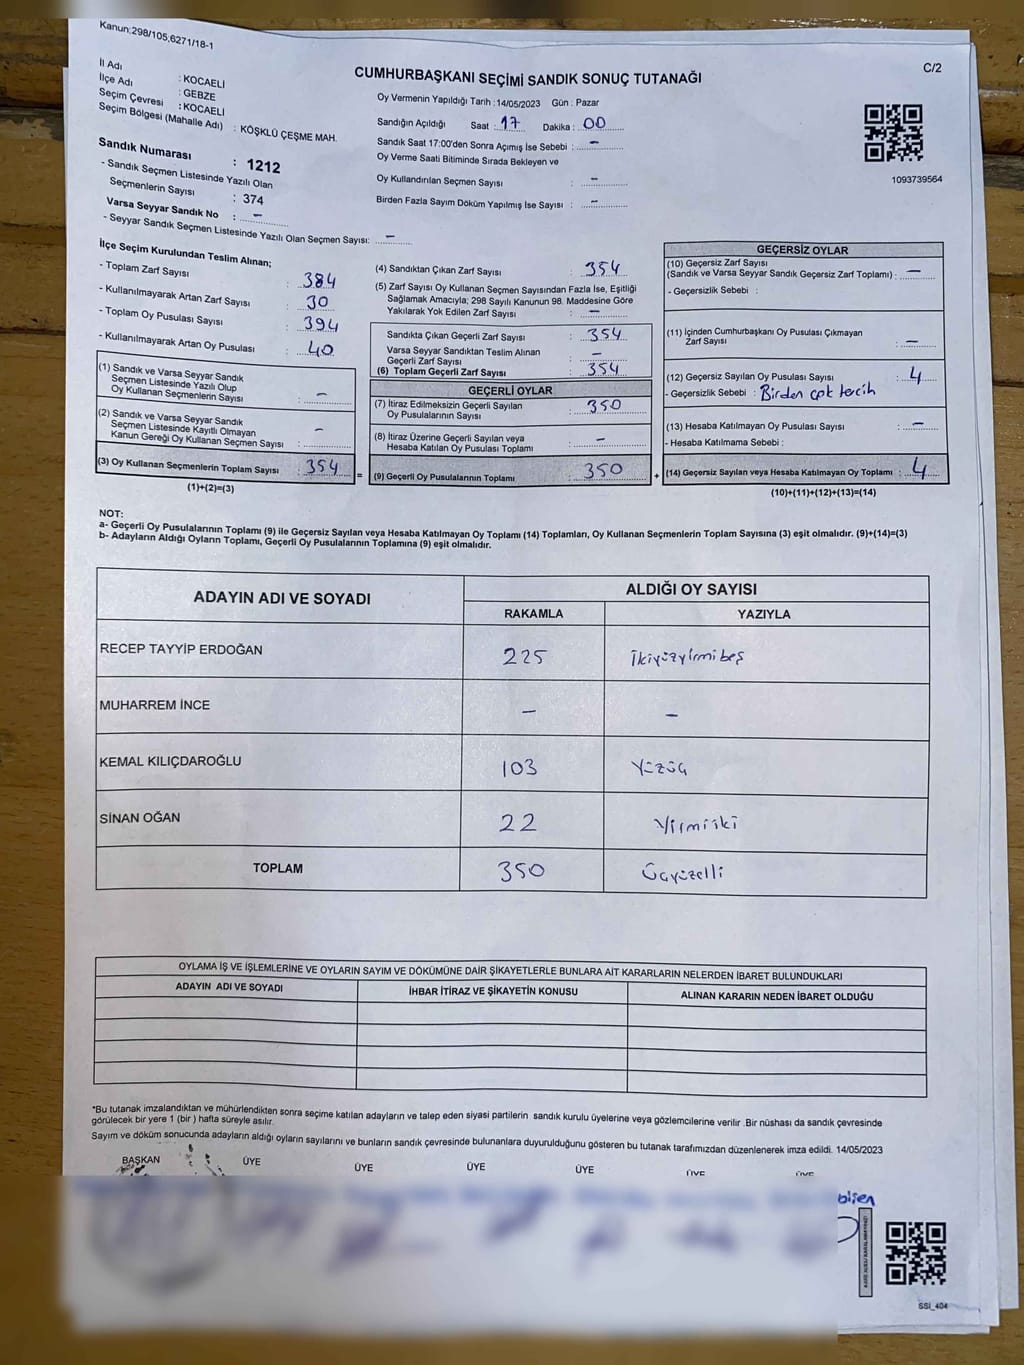 Kanun:298/105,6271/18-1
C/2
CUMHURBAŞKANI SEÇİMİ SANDIK SONUÇ TUTANAĞI
İl Adı : KOCAELİ
İlçe Adı : GEBZE
Seçim Çevresi : KOCAELİ
Seçim Bölgesi (Mahalle Adı) : KÖŞKLÜ ÇEŞME MAH.
Sandık Numarası : 1212
- Sandık Seçmen Listesinde Yazılı Olan
Seçmenlerin Sayısı : 374
Varsa Seyyar Sandık No : -
- Seyyar Sandık Seçmen Listesinde Yazılı Olan Seçmen Sayısı: -
Oy Vermenin Yapıldığı Tarih :14/05/2023 Gün : Pazar
Sandığın Açıldığı Saat : 17 Dakika : 00
Sandık Saat 17:00'den Sonra Açımış İse Sebebi : -
Oy Verme Saati Bitiminde Sırada Bekleyen ve
Oy Kullandırılan Seçmen Sayısı : -
Birden Fazla Sayım Döküm Yapılmış İse Sayısı : -
1093739564
İlçe Seçim Kurulundan Teslim Alınan;
- Toplam Zarf Sayısı : 384
- Kullanılmayarak Artan Zarf Sayısı : 30
- Toplam Oy Pusulası Sayısı : 394
- Kullanılmayarak Artan Oy Pusulası : 40
(1) Sandık ve Varsa Seyyar Sandık
Seçmen Listesinde Yazılı Olup
Oy Kullanan Seçmenlerin Sayısı : -
(2) Sandık ve Varsa Seyyar Sandık
Seçmen Listesinde Kayıtlı Olmayan
Kanun Gereği Oy Kullanan Seçmen Sayısı : -
(3) Oy Kullanan Seçmenlerin Toplam Sayısı : 354 =
(1)+(2)=(3)
(4) Sandıktan Çıkan Zarf Sayısı : 354
(5) Zarf Sayısı Oy Kullanan Seçmen Sayısından Fazla İse, Eşitliği
Sağlamak Amacıyla; 298 Sayılı Kanunun 98. Maddesine Göre
Yakılarak Yok Edilen Zarf Sayısı : -
Sandıkta Çıkan Geçerli Zarf Sayısı : 354
Varsa Seyyar Sandıktan Teslim Alınan
Geçerli Zarf Sayısı : -
(6) Toplam Geçerli Zarf Sayısı : 354
GEÇERLİ OYLAR
(7) İtiraz Edilmeksizin Geçerli Sayılan
Oy Pusulalarının Sayısı : 350
(8) İtiraz Üzerine Geçerli Sayılan veya
Hesaba Katılan Oy Pusulası Toplamı : -
(9) Geçerli Oy Pusulalarının Toplamı : 350 +
GEÇERSİZ OYLAR
(10) Geçersiz Zarf Sayısı
(Sandık ve Varsa Seyyar Sandık Geçersiz Zarf Toplamı) : -
- Geçersizlik Sebebi :
(11) İçinden Cumhurbaşkanı Oy Pusulası Çıkmayan
Zarf Sayısı : -
(12) Geçersiz Sayılan Oy Pusulası Sayısı : 4
- Geçersizlik Sebebi : Birden çok tercih
(13) Hesaba Katılmayan Oy Pusulası Sayısı : -
- Hesaba Katılmama Sebebi :
(14) Geçersiz Sayılan veya Hesaba Katılmayan Oy Toplamı : 4
(10)+(11)+(12)+(13)=(14)
NOT:
a- Geçerli Oy Pusulalarının Toplamı (9) ile Geçersiz Sayılan veya Hesaba Katılmayan Oy Toplamı (14) Toplamları, Oy Kullanan Seçmenlerin Toplam Sayısına (3) eşit olmalıdır. (9)+(14)=(3)
b- Adayların Aldığı Oyların Toplamı, Geçerli Oy Pusulalarının Toplamına (9) eşit olmalıdır.
ADAYIN ADI VE SOYADI ALDIĞI OY SAYISI
RAKAMLA YAZIYLA
RECEP TAYYİP ERDOĞAN 225 İkiyüzyirmibeş
MUHARREM İNCE - -
KEMAL KILIÇDAROĞLU 103 Yüzüç
SİNAN OĞAN 22 Yirmiiki
TOPLAM 350 Üçyüzelli
OYLAMA İŞ VE İŞLEMLERİNE VE OYLARIN SAYIM VE DÖKÜMÜNE DAİR ŞİKAYETLERLE BUNLARA AİT KARARLARIN NELERDEN İBARET BULUNDUKLARI
ADAYIN ADI VE SOYADI İHBAR İTİRAZ VE ŞİKAYETİN KONUSU ALINAN KARARIN NEDEN İBARET OLDUĞU
*Bu tutanak imzalandıktan ve mühürlendikten sonra seçime katılan adayların ve talep eden siyasi partilerin sandık kurulu üyelerine veya gözlemcilerine verilir .Bir nüshası da sandık çevresinde
görülecek bir yere 1 (bir ) hafta süreyle asılır.
Sayım ve döküm sonucunda adayların aldığı oyların sayılarını ve bunların sandık çevresinde bulunanlara duyurulduğunu gösteren bu tutanak tarafımızdan düzenlenerek imza edildi. 14/05/2023
BAŞKAN ÜYE ÜYE ÜYE ÜYE ÜYE ÜYE
SSİ_404